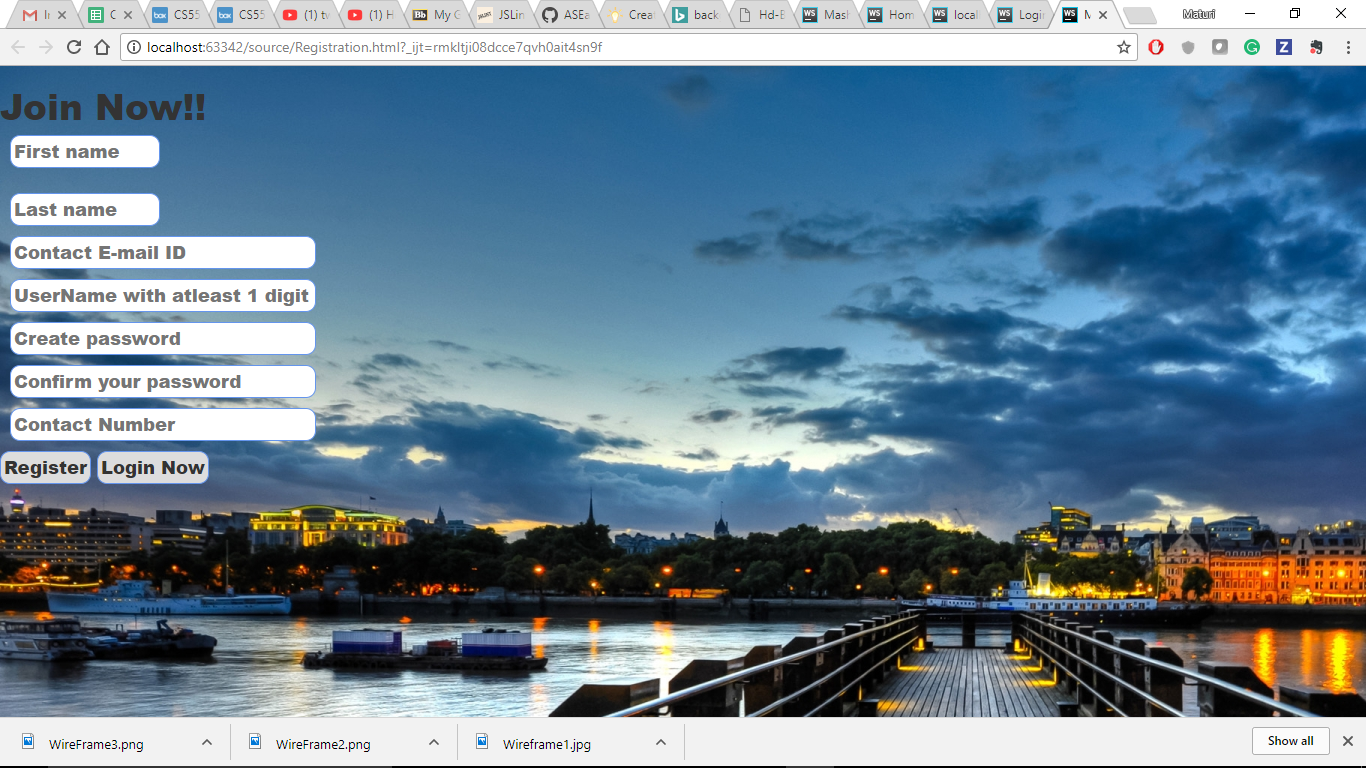 In
C
CS55
CS55
(1) tv
(1) H
My G
JSLin
ASEa
Creat
back
Hd-B
Mash
Hom
local
Login
M
Maturi
localhost:63342/source/Registration.html?_ijt=rmkltji08dcce7qvh0ait4sn9f
Join Now!!
First name
Last name
Contact E-mail ID
UserName with atleast 1 digit
Create password
Confirm your password
Contact Number
Register Login Now
WireFrame3.png WireFrame2.png Wireframe1.jpg Show all